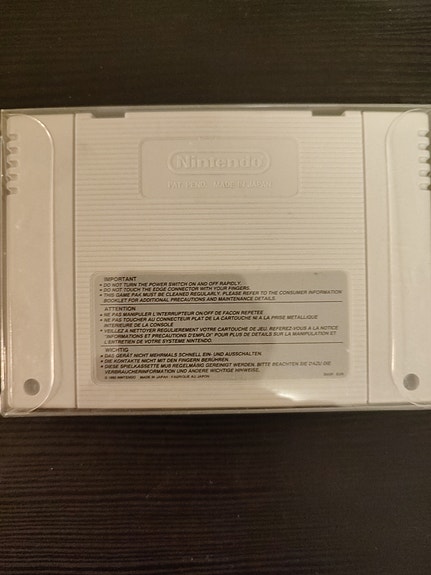 Nintendo
MADE IN JAPAN
IMPORTANT
• DO NOT TURN THE POWER SWITCH ON AND OFF RAPIDLY.
• DO NOT TOUCH THE EDGE CONNECTOR WITH YOUR FINGERS.
• THIS GAME PAK MUST BE CLEANED REGULARLY. PLEASE REFER TO THE CONSUMER INFORMATION
BOOKLET FOR ADDITIONAL PRECAUTIONS AND MAINTENANCE DETAILS.
ATTENTION
• NE PAS MANIPULER L'INTERRUPTEUR ON/OFF DE FACON REPETEE
• NE PAS TOUCHER AU CONNECTEUR PLAT DE LA CARTOUCHE NI A LA PRISE METALLIQUE
INTERIEURE DE LA CONSOLE
• VEILLEZ A NETTOYER REGULIEREMENT VOTRE CARTOUCHE DE JEU. REFEREZ-VOUS A LA NOTICE
"INFORMATIONS ET PRECAUTIONS D'EMPLOI" POUR PLUS DE DETAILS SUR LA MANIPULATION ET
L'ENTRETIEN DE VOTRE SYSTEME NINTENDO.
WICHTIG
• DAS GERÄT NICHT MEHRMALS SCHNELL EIN- UND AUSSCHALTEN.
• DIE KONTAKTE NICHT MIT DEN FINGERN BERÜHREN.
• DIESE SPIELKASSETTE MUß REGELMÄßIG GEREINIGT WERDEN. BITTE BEACHTEN SIE DAZU DIE
VERBRAUCHERINFORMATION UND ANDERE WICHTIGE HINWEISE.
© 1992 NINTENDO MADE IN JAPAN / FABRIQUE AU JAPON